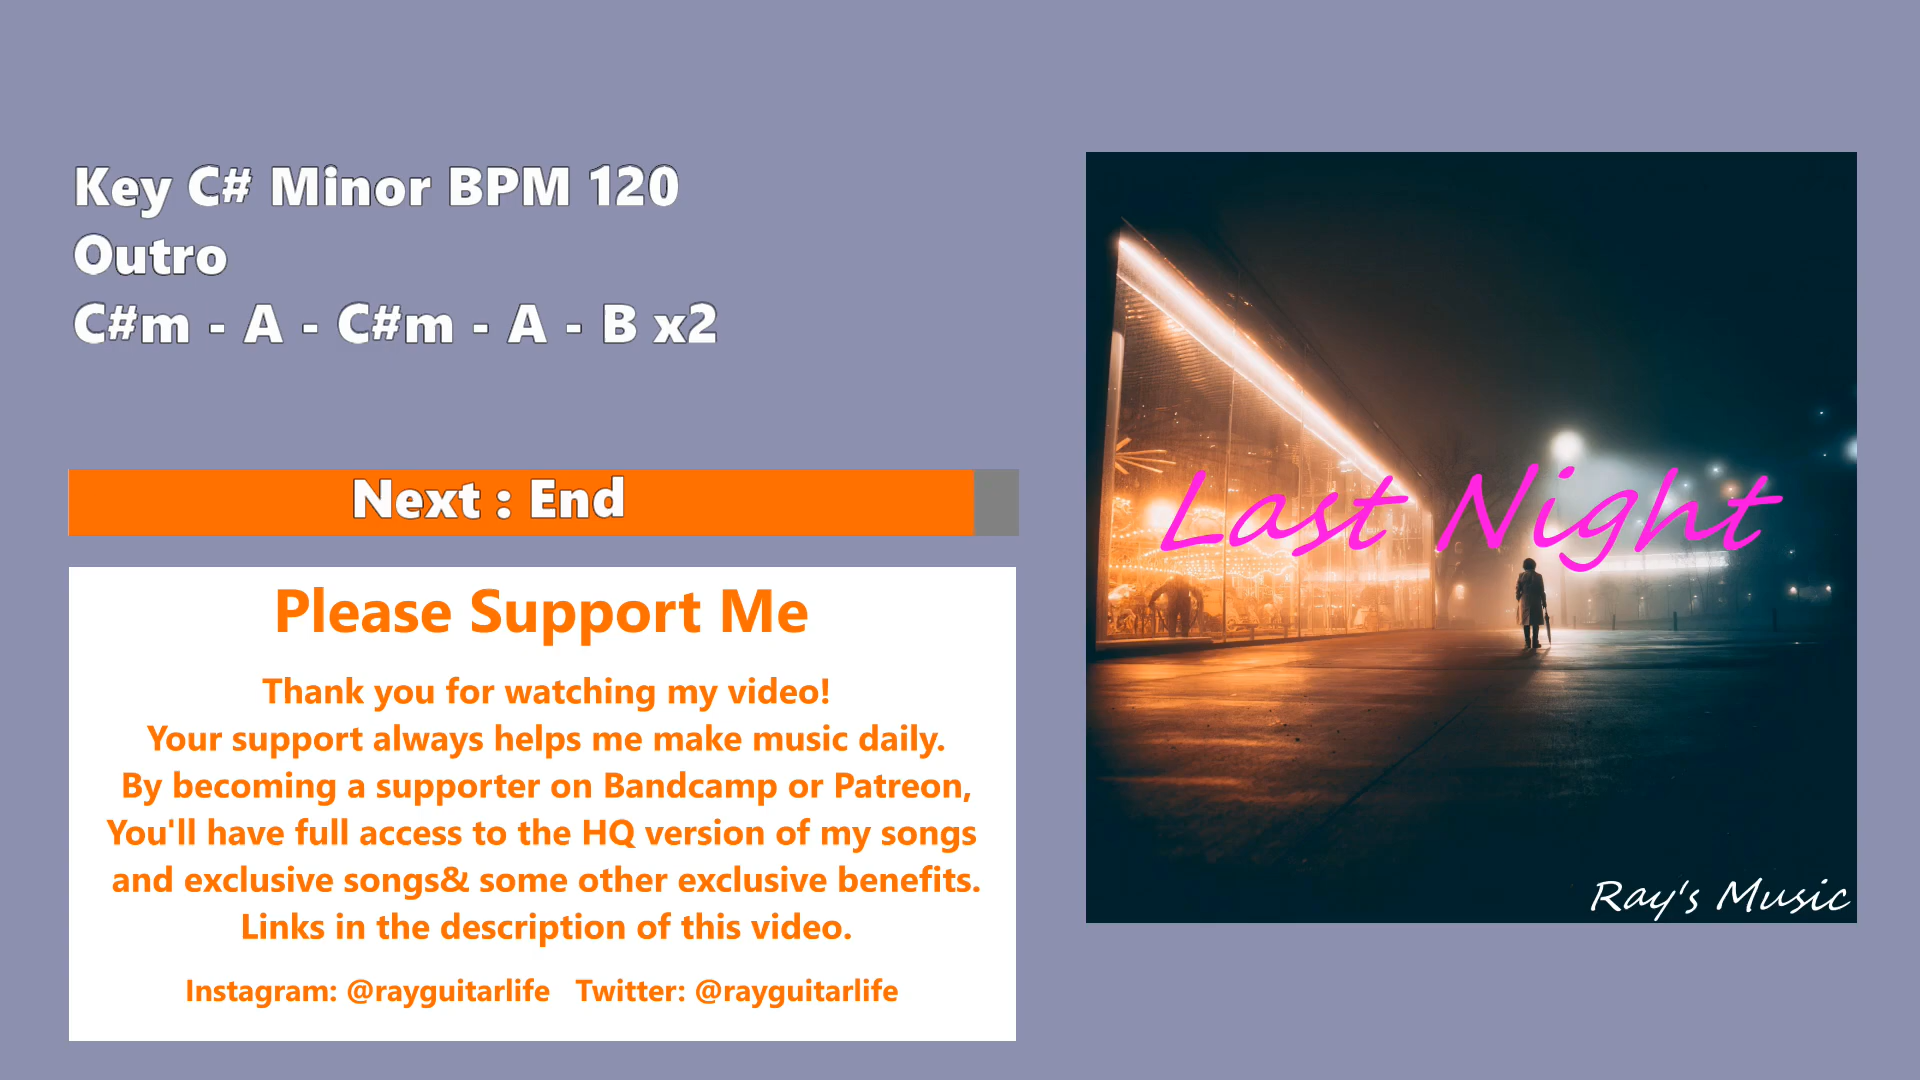 Key C# Minor BPM 120
Outro
C#m - A - C#m - A - B x2
Next : End
Please Support Me
Thank you for watching my video!
Your support always helps me make music daily.
By becoming a supporter on Bandcamp or Patreon,
You'll have full access to the HQ version of my songs
and exclusive songs& some other exclusive benefits.
Links in the description of this video.
Instagram: @rayguitarlife Twitter: @rayguitarlife
Last Night
Ray's Music